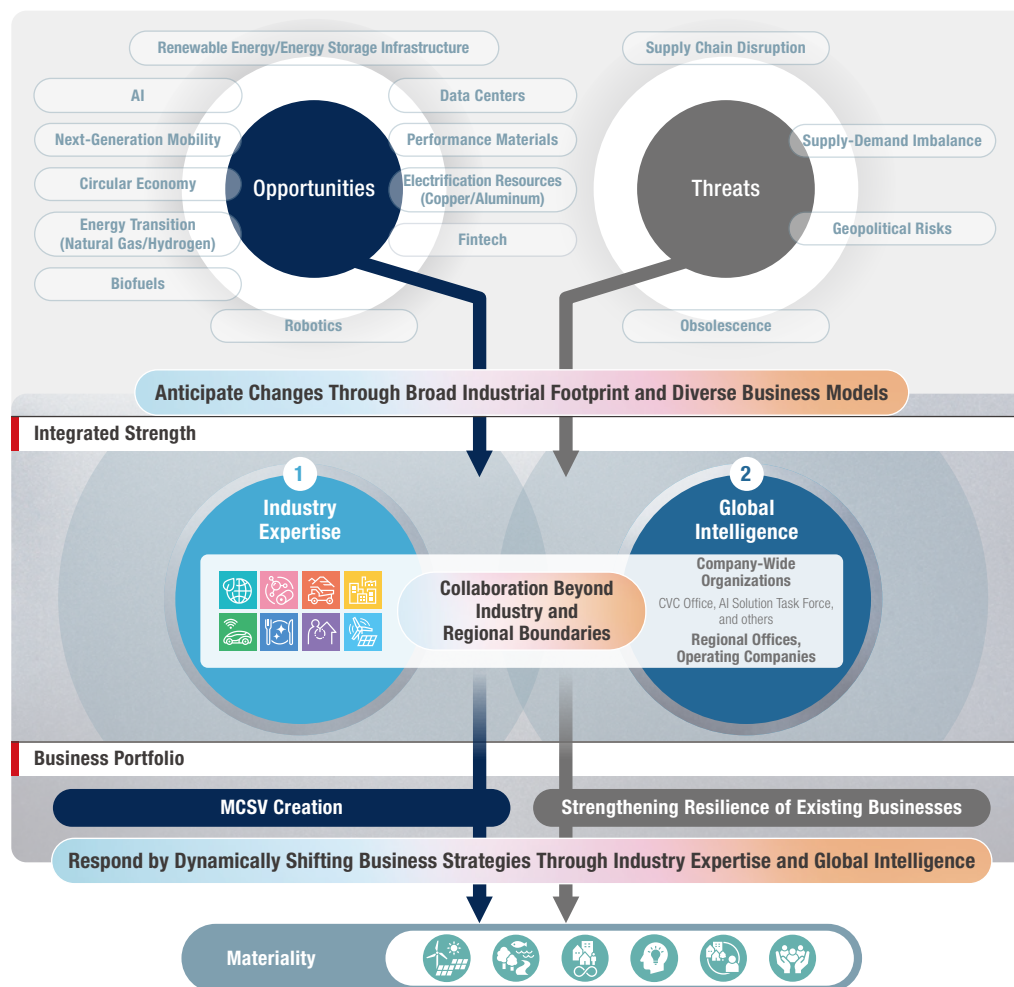 Renewable Energy/Energy Storage Infrastructure
AI
Next-Generation Mobility
Circular Economy
Energy Transition
(Natural Gas/Hydrogen)
Biofuels
Robotics
Opportunities
Data Centers
Performance Materials
Electrification Resources
(Copper/Aluminum)
Fintech
Supply Chain Disruption
Threats
Supply-Demand Imbalance
Geopolitical Risks
Obsolescence
Anticipate Changes Through Broad Industrial Footprint and Diverse Business Models
Integrated Strength
1
Industry
Expertise
Collaboration Beyond
Industry and
Regional Boundaries
2
Global
Intelligence
Company-Wide
Organizations
CVC Office, AI Solution Task Force,
and others
Regional Offices,
Operating Companies
Business Portfolio
MCSV Creation
Strengthening Resilience of Existing Businesses
Respond by Dynamically Shifting Business Strategies Through Industry Expertise and Global Intelligence
Materiality